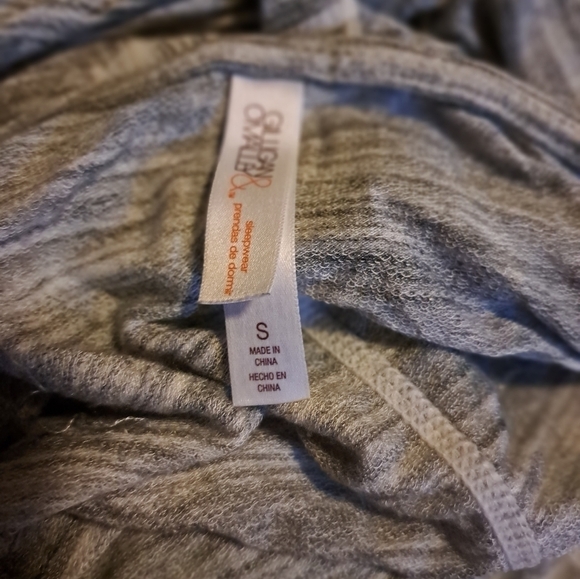 GILLIGAN &
O'MALLEY
sleepwear
prendas de dormir
S
MADE IN
CHINA
HECHO EN
CHINA